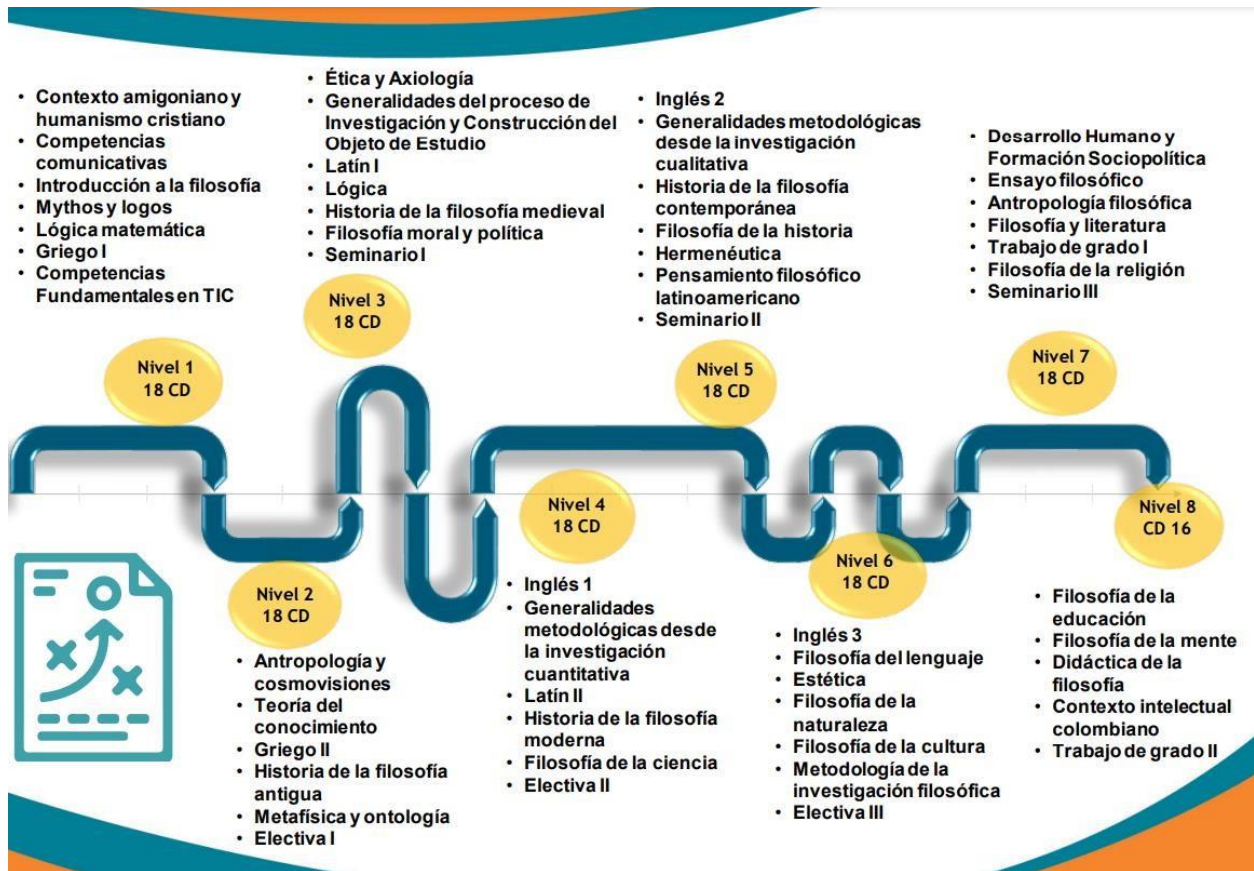 • Contexto amigoniano y
humanismo cristiano
• Competencias
comunicativas
• Introducción a la filosofía
• Mythos y logos
• Lógica matemática
• Griego I
• Competencias
Fundamentales en TIC
Nivel 1
18 CD
Nivel 2
18 CD
• Antropología y
cosmovisiones
• Teoría del
conocimiento
• Griego II
• Historia de la filosofía
antigua
• Metafísica y ontología
• Electiva I
• Ética y Axiología
• Generalidades del proceso de
Investigación y Construcción del
Objeto de Estudio
• Latín I
• Lógica
• Historia de la filosofía medieval
• Filosofía moral y política
• Seminario I
Nivel 3
18 CD
Nivel 4
18 CD
• Inglés 1
• Generalidades
metodológicas desde
la investigación
cuantitativa
• Latín II
• Historia de la filosofía
moderna
• Filosofía de la ciencia
• Electiva II
• Inglés 2
• Generalidades metodológicas
desde la investigación
cualitativa
• Historia de la filosofía
contemporánea
• Filosofía de la historia
• Hermenéutica
• Pensamiento filosófico
latinoamericano
• Seminario II
Nivel 5
18 CD
Nivel 6
18 CD
• Inglés 3
• Filosofía del lenguaje
• Estética
• Filosofía de la
naturaleza
• Filosofía de la cultura
• Metodología de la
investigación filosófica
• Electiva III
• Desarrollo Humano y
Formación Sociopolítica
• Ensayo filosófico
• Antropología filosófica
• Filosofía y literatura
• Trabajo de grado I
• Filosofía de la religión
• Seminario III
Nivel 7
18 CD
Nivel 8
CD 16
• Filosofía de la
educación
• Filosofía de la mente
• Didáctica de la
filosofía
• Contexto intelectual
colombiano
• Trabajo de grado II